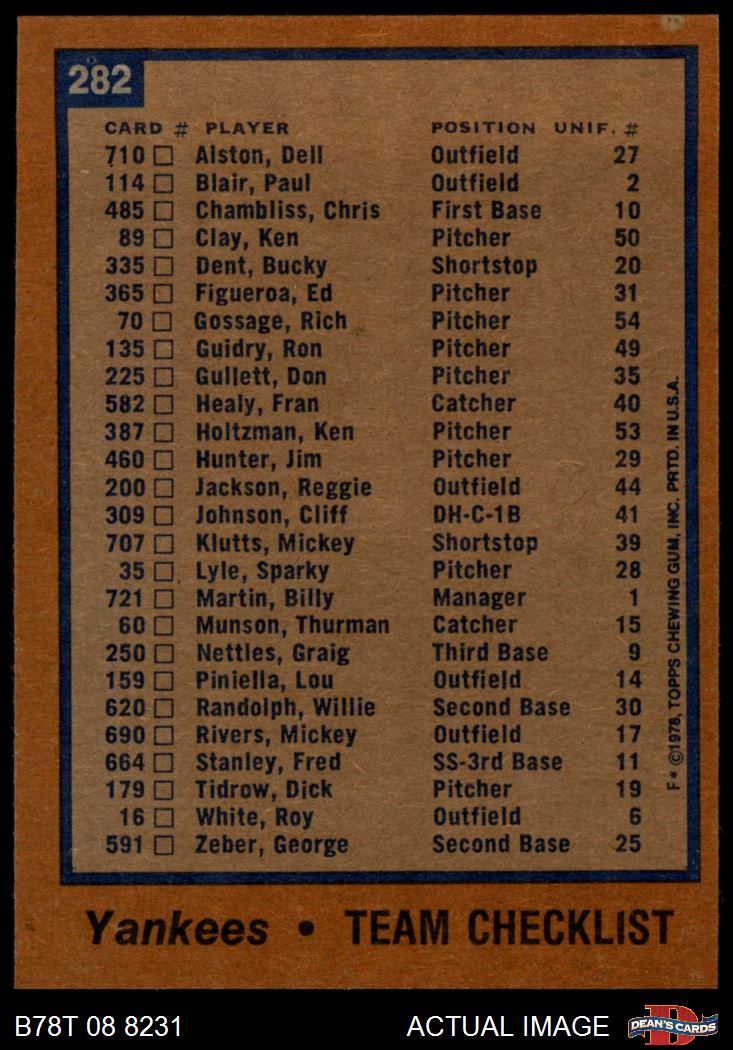 282
CARD # PLAYER POSITION UNIF. #
710 Alston, Dell Outfield 27
114 Blair, Paul Outfield 2
485 Chambliss, Chris First Base 10
89 Clay, Ken Pitcher 50
335 Dent, Bucky Shortstop 20
365 Figueroa, Ed Pitcher 31
70 Gossage, Rich Pitcher 54
135 Guidry, Ron Pitcher 49
225 Gullett, Don Pitcher 35
582 Healy, Fran Catcher 40
387 Holtzman, Ken Pitcher 53
460 Hunter, Jim Pitcher 29
200 Jackson, Reggie Outfield 44
309 Johnson, Cliff DH-C-1B 41
707 Klutts, Mickey Shortstop 39
35 Lyle, Sparky Pitcher 28
721 Martin, Billy Manager 1
60 Munson, Thurman Catcher 15
250 Nettles, Graig Third Base 9
159 Piniella, Lou Outfield 14
620 Randolph, Willie Second Base 30
690 Rivers, Mickey Outfield 17
664 Stanley, Fred SS-3rd Base 11
179 Tidrow, Dick Pitcher 19
16 White, Roy Outfield 6
591 Zeber, George Second Base 25
F* ©1978, TOPPS CHEWING GUM, INC. PRTD. IN U.S.A.
Yankees • TEAM CHECKLIST
B78T 08 8231 ACTUAL IMAGE D DEAN'S CARDS